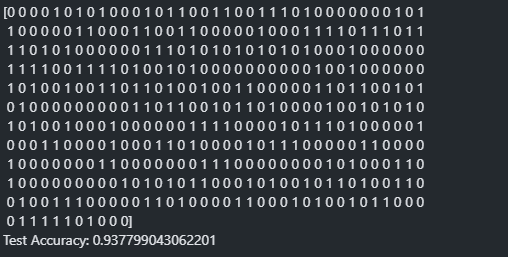 [0 0 0 0 1 0 1 0 1 0 0 0 1 0 1 1 0 0 1 1 0 0 1 1 1 0 1 0 0 0 0 0 0 0 1 0 1
1 0 0 0 0 0 1 1 0 0 0 1 1 0 1 1 0 0 0 0 0 1 0 0 0 1 1 1 1 0 1 1 1 0 1 1
1 1 0 1 0 1 0 0 0 0 0 0 1 1 1 0 1 0 1 0 1 0 1 0 1 0 1 0 0 0 1 0 0 0 0 0 0
1 1 1 1 0 0 1 1 1 1 0 1 0 0 1 0 1 0 0 0 0 0 0 0 0 0 0 1 0 0 1 0 0 0 0 0 0
1 0 1 0 0 1 0 0 1 1 0 1 1 0 1 0 0 1 0 0 1 1 0 0 0 0 0 1 1 0 1 1 0 0 1 0 1
0 1 0 0 0 0 0 0 0 0 0 1 1 0 1 1 0 0 1 0 1 1 0 1 0 0 0 0 1 0 0 1 0 1 0 1 0
1 0 1 0 0 1 0 0 0 1 0 0 0 0 0 0 1 1 1 1 0 0 0 0 1 0 1 1 1 0 1 0 0 0 0 0 1
0 0 0 1 1 0 0 0 0 1 0 0 0 1 1 0 1 0 0 0 0 1 0 1 1 1 0 0 0 0 0 1 1 0 0 0 0
1 0 0 0 0 0 0 0 1 1 0 0 0 0 0 0 0 1 1 1 0 0 0 0 0 0 0 0 1 0 1 0 0 0 1 1 0
1 0 0 0 0 0 0 0 0 0 1 0 1 0 1 0 1 1 0 0 0 1 0 1 0 0 1 0 1 1 0 1 0 0 1 1 0
0 1 0 0 1 1 1 0 0 0 0 0 1 1 0 1 0 0 0 0 1 1 0 0 0 1 0 1 0 0 1 0 1 1 0 0 0
0 1 1 1 1 1 0 1 0 0 0]
Test Accuracy: 0.937799043062201